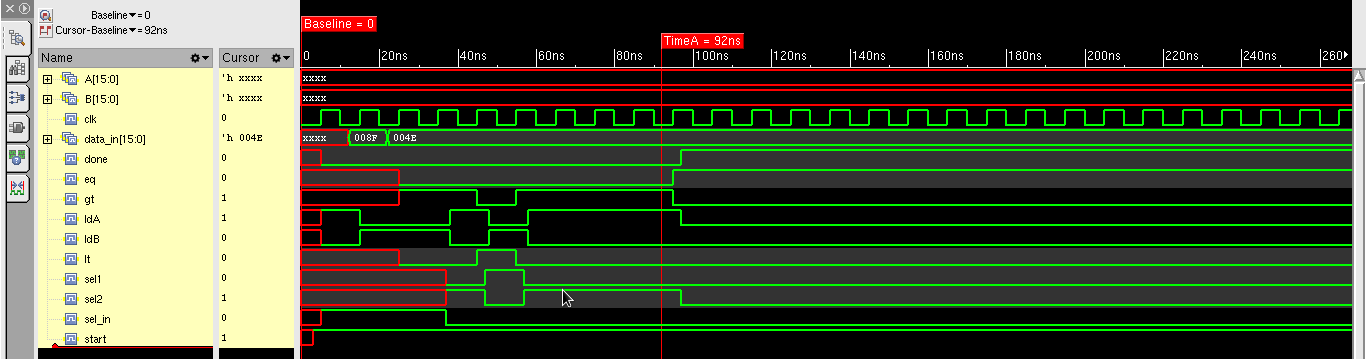 Baseline▼= 0
Cursor-Baseline▼= 92ns
Baseline = 0
TimeA = 92ns
Name Cursor 0 20ns 40ns 60ns 80ns 100ns 120ns 140ns 160ns 180ns 200ns 220ns 240ns 260
A[15:0] 'h xxxx xxxx
B[15:0] 'h xxxx xxxx
clk 0
data_in[15:0] 'h 004E xxxx 008F 004E
done 0
eq 0
gt 1
ldA 1
ldB 0
lt 0
sel1 0
sel2 1
sel_in 0
start 1